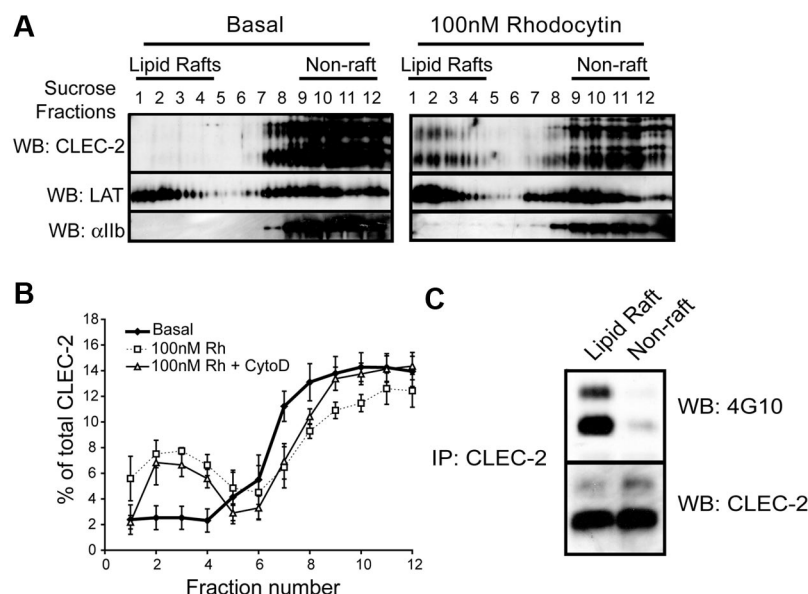 A
Basal
100nM Rhodocytin
Lipid Rafts
Non-raft
Lipid Rafts
Non-raft
Sucrose
Fractions
1 2 3 4 5 6 7 8 9 10 11 12
1 2 3 4 5 6 7 8 9 10 11 12
WB: CLEC-2
WB: LAT
WB: αIIb
B
% of total CLEC-2
18
16
14
12
10
8
6
4
2
0
Basal
100nM Rh
100nM Rh + CytoD
0 2 4 6 8 10 12
Fraction number
C
Lipid Raft
Non-raft
IP: CLEC-2
WB: 4G10
WB: CLEC-2